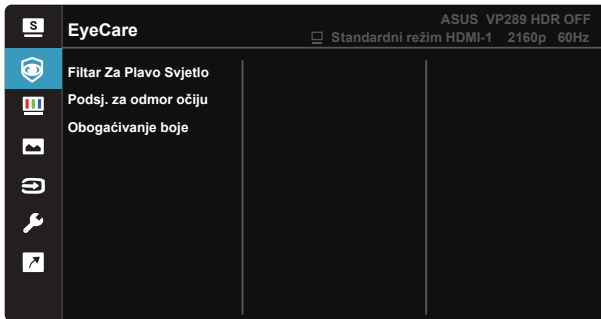 S
EyeCare
ASUS VP289 HDR OFF
Standardni režim HDMI-1 2160p 60Hz
Filtar Za Plavo Svjetlo
Podsj. za odmor očiju
Obogaćivanje boje